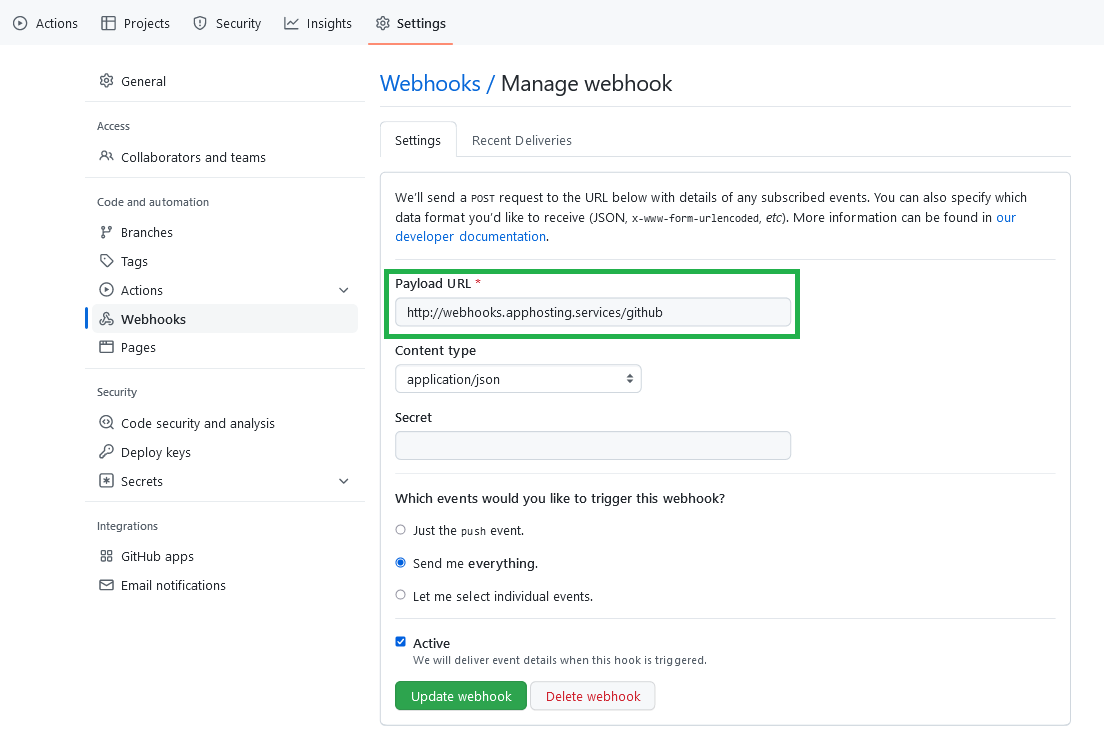 Actions Projects Security Insights Settings
General
Access
Collaborators and teams
Code and automation
Branches
Tags
Actions
Webhooks
Pages
Security
Code security and analysis
Deploy keys
Secrets
Integrations
GitHub apps
Email notifications
Webhooks / Manage webhook
Settings Recent Deliveries
We'll send a POST request to the URL below with details of any subscribed events. You can also specify which
data format you'd like to receive (JSON, x-www-form-urlencoded, etc). More information can be found in our
developer documentation.
Payload URL *
http://webhooks.apphosting.services/github
Content type
application/json
Secret
Which events would you like to trigger this webhook?
Just the push event.
Send me everything.
Let me select individual events.
Active
We will deliver event details when this hook is triggered.
Update webhook Delete webhook